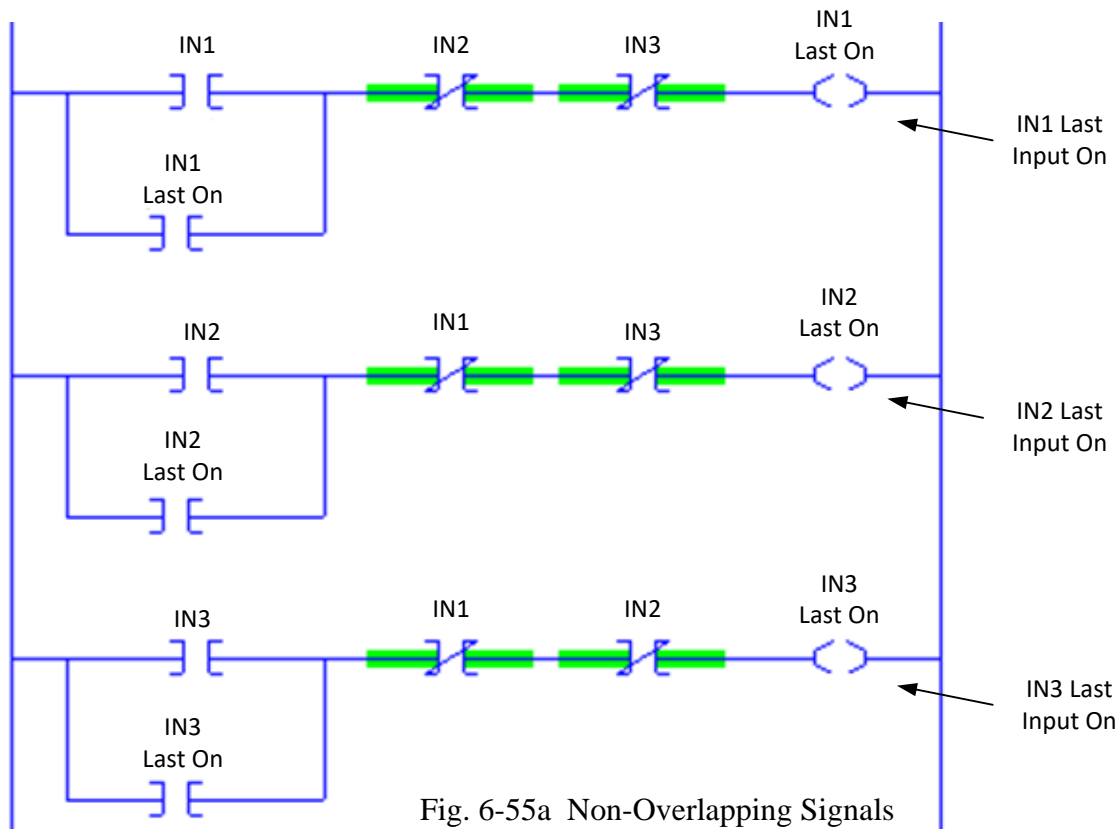 IN1
IN2
IN3
IN1
Last On
IN1 Last
Input On
IN1
Last On
IN2
IN1
IN3
IN2
Last On
IN2 Last
Input On
IN2
Last On
IN3
IN1
IN2
IN3
Last On
IN3 Last
Input On
IN3
Last On
Fig. 6-55a  Non-Overlapping Signals